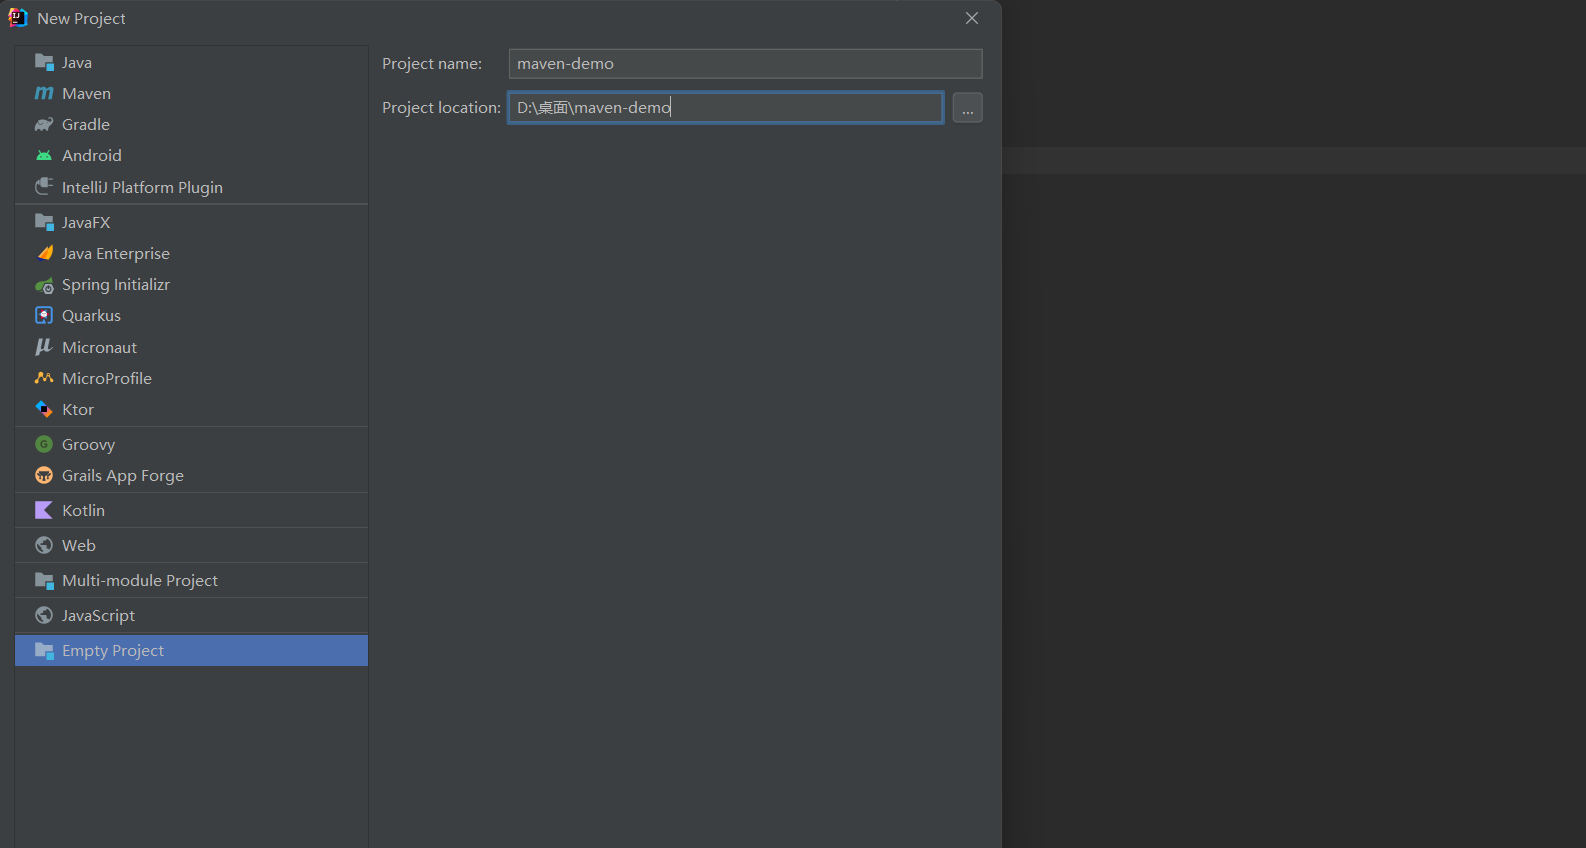 New Project
Java
Maven
Gradle
Android
IntelliJ Platform Plugin
JavaFX
Java Enterprise
Spring Initializr
Quarkus
Micronaut
MicroProfile
Ktor
Groovy
Grails App Forge
Kotlin
Web
Multi-module Project
JavaScript
Empty Project
Project name: maven-demo
Project location: D:\桌面\maven-demo ...